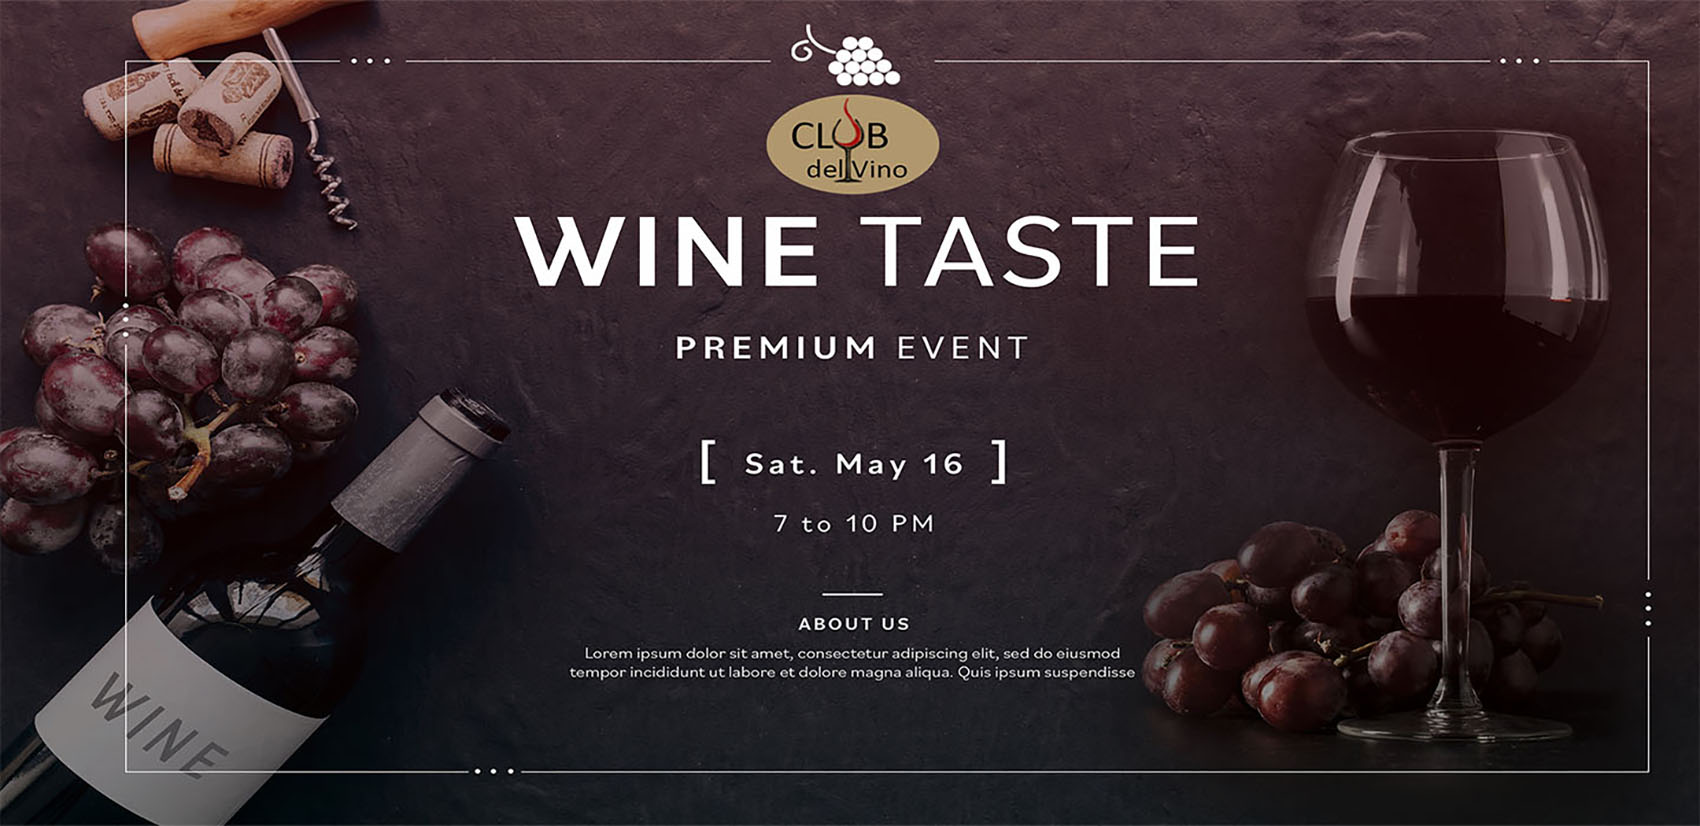 CLUB
del Vino
WINE TASTE
PREMIUM EVENT
[ Sat. May 16 ]
7 to 10 PM
ABOUT US
Lorem ipsum dolor sit amet, consectetur adipiscing elit, sed do eiusmod
tempor incididunt ut labore et dolore magna aliqua. Quis ipsum suspendisse
WINE